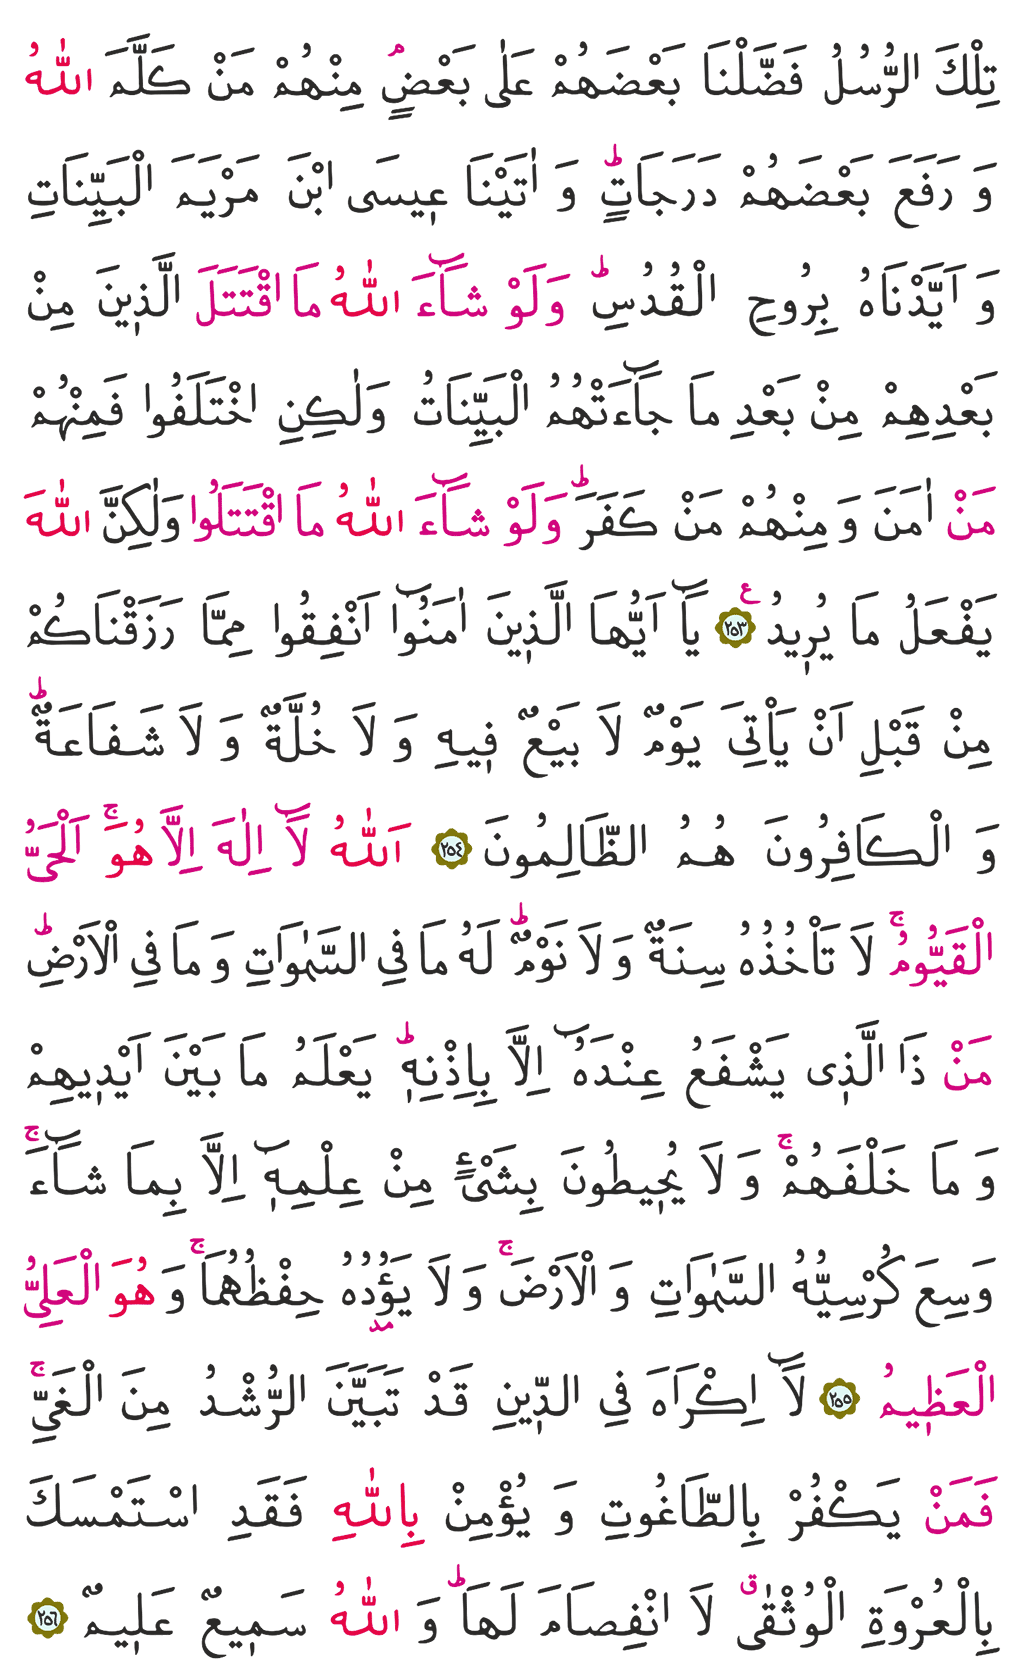 تِلْكَ الرُّسُلُ فَضَّلْنَا بَعْضَهُمْ عَلٰى بَعْضٍۢ مِنْهُمْ مَنْ كَلَّمَ اللّٰهُ
وَ رَفَعَ بَعْضَهُمْ دَرَجَاتٍؕ وَ اٰتَيْنَا ع۪يسَى ابْنَ مَرْيَمَ الْبَيِّنَاتِ
وَ اَيَّدْنَاهُ بِرُوحِ الْقُدُسِؕ وَلَوْ شَٓاءَ اللّٰهُ مَا اقْتَتَلَ الَّذ۪ينَ مِنْ
بَعْدِهِمْ مِنْ بَعْدِ مَا جَٓاءَتْهُمُ الْبَيِّنَاتُ وَلٰكِنِ اخْتَلَفُوا فَمِنْهُمْ
مَنْ اٰمَنَ وَ مِنْهُمْ مَنْ كَفَرَؕ وَلَوْ شَٓاءَ اللّٰهُ مَا اقْتَتَلُوا وَلٰكِنَّ اللّٰهَ
يَفْعَلُ مَا يُر۪يدُ ع ﴿٢٥٣﴾ يَٓا اَيُّهَا الَّذ۪ينَ اٰمَنُٓوا اَنْفِقُوا مِمَّا رَزَقْنَاكُمْ
مِنْ قَبْلِ اَنْ يَأْتِيَ يَوْمٌ لَا بَيْعٌ ف۪يهِ وَ لَا خُلَّةٌ وَ لَا شَفَاعَةٌؕ
وَ الْكَافِرُونَ هُمُ الظَّالِمُونَ ﴿٢٥٤﴾ اَللّٰهُ لَٓا اِلٰهَ اِلَّا هُوَۚ اَلْحَيُّ
الْقَيُّومُۚ لَا تَأْخُذُهُ سِنَةٌ وَ لَا نَوْمٌؕ لَهُ مَا فِي السَّمٰوَاتِ وَ مَا فِي الْاَرْضِؕ
مَنْ ذَا الَّذ۪ى يَشْفَعُ عِنْدَهُٓ اِلَّا بِاِذْنِه۪ؕ يَعْلَمُ مَا بَيْنَ اَيْد۪يهِمْ
وَ مَا خَلْفَهُمْۚ وَ لَا يُح۪يطُونَ بِشَيْءٍ مِنْ عِلْمِه۪ٓ اِلَّا بِمَا شَٓاءَۚ
وَسِعَ كُرْسِيُّهُ السَّمٰوَاتِ وَ الْاَرْضَۚ وَ لَا يَؤُ۫دُهُ حِفْظُهُمَاۚ وَ هُوَ الْعَلِيُّ
الْعَظ۪يمُ ﴿٢٥٥﴾ لَٓا اِكْرَاهَ فِي الدّ۪ينِ قَدْ تَبَيَّنَ الرُّشْدُ مِنَ الْغَيِّۚ
فَمَنْ يَكْفُرْ بِالطَّاغُوتِ وَ يُؤْمِنْ بِاللّٰهِ فَقَدِ اسْتَمْسَكَ
بِالْعُرْوَةِ الْوُثْقٰى ق لَا انْفِصَامَ لَهَاؕ وَ اللّٰهُ سَم۪يعٌ عَل۪يمٌ ﴿٢٥٦﴾